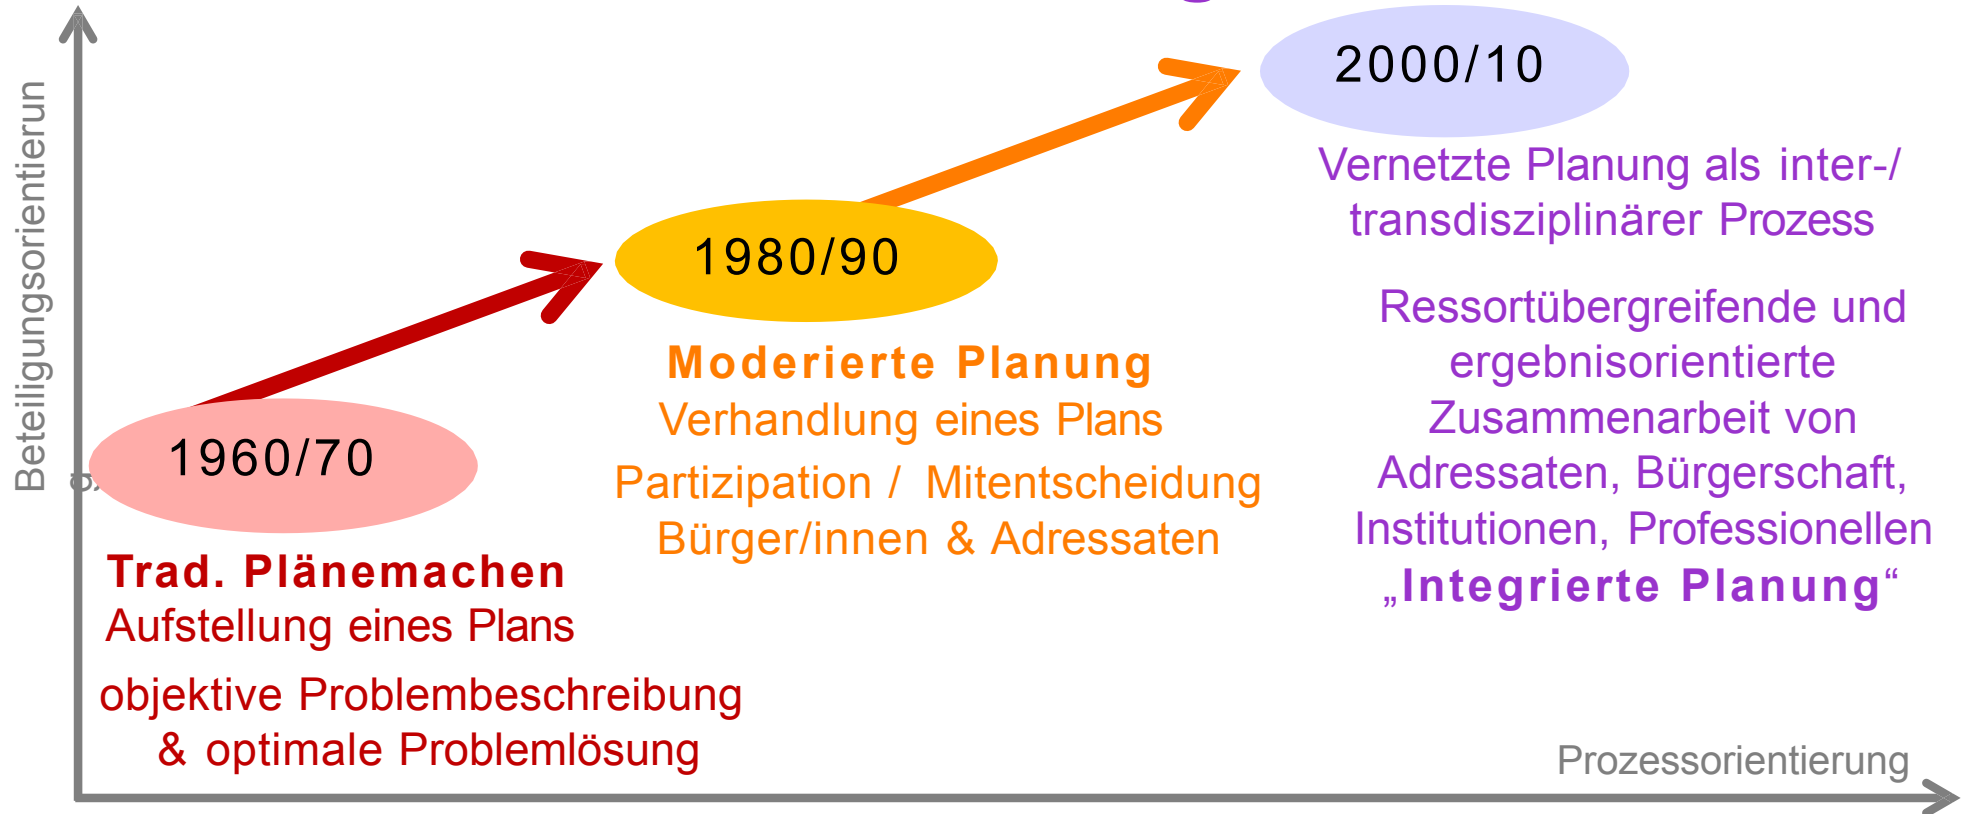 Beteiligungsorientierun
g
1960/70
Trad. Plänemachen
Aufstellung eines Plans
objektive Problembeschreibung
& optimale Problemlösung
1980/90
Moderierte Planung
Verhandlung eines Plans
Partizipation / Mitentscheidung
Bürger/innen & Adressaten
2000/10
Vernetzte Planung als inter-/
transdisziplinärer Prozess
Ressortübergreifende und
ergebnisorientierte
Zusammenarbeit von
Adressaten, Bürgerschaft,
Institutionen, Professionellen
„Integrierte Planung“
Prozessorientierung